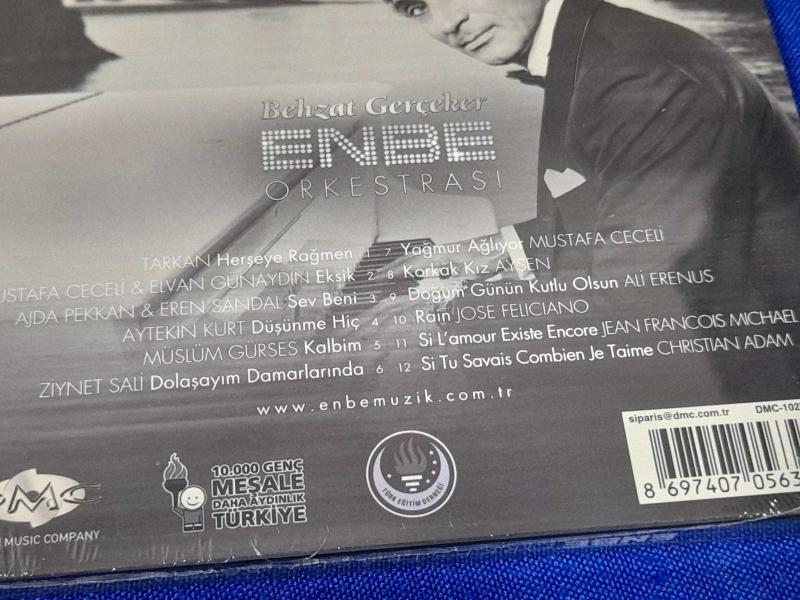 Behzat Gerçeker
ENBE
ORKESTRASI
TARKAN Herşeye Rağmen 1
MUSTAFA CECELİ & ELVAN GÜNAYDIN Eksik 2
AJDA PEKKAN & EREN SANDAL Sev Beni 3
AYTEKİN KURT Düşünme Hiç 4
MÜSLÜM GÜRSES Kalbim 5
ZİYNET SALİ Dolaşayım Damarlarında 6
7 Yağmur Ağlıyor MUSTAFA CECELİ
8 Korkak Kız AYŞEN
9 Doğum Günün Kutlu Olsun ALİ ERENUS
10 Rain JOSE FELICIANO
11 Si L'amour Existe Encore JEAN FRANCOIS MICHAEL
12 Si Tu Savais Combien Je Taime CHRISTIAN ADAM
www.enbemuzik.com.tr
DMC
MUSIC COMPANY
10.000 GENÇ
MEŞALE
DAHA AYDINLIK
TÜRKİYE
TÜRK EĞİTİM DERNEĞİ
siparis@dmc.com.tr DMC-102
8 697407 0563